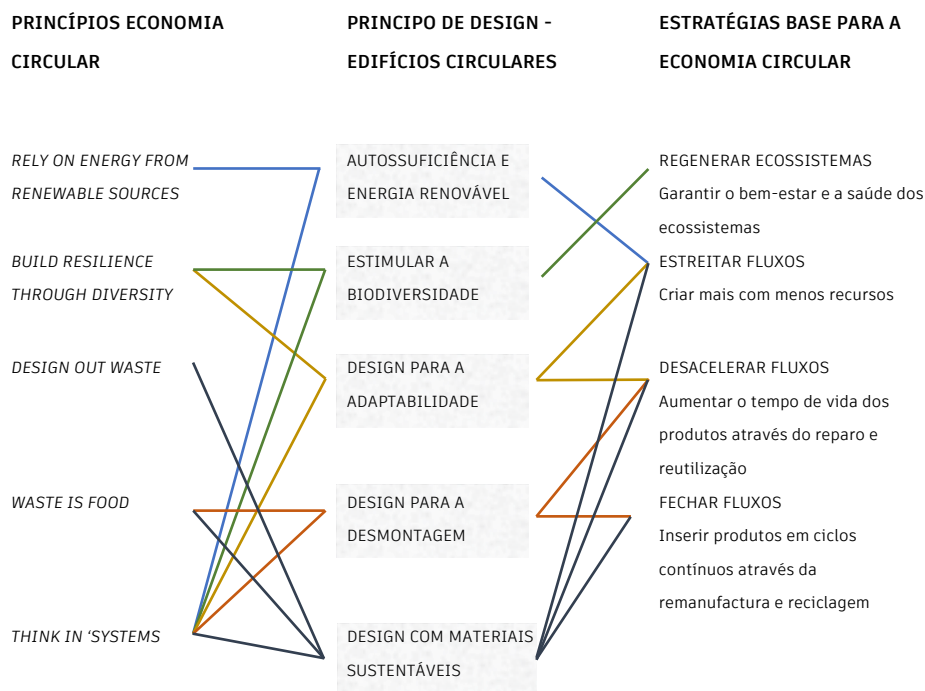 PRINCÍPIOS ECONOMIA
CIRCULAR
PRINCIPO DE DESIGN -
EDIFÍCIOS CIRCULARES
ESTRATÉGIAS BASE PARA A
ECONOMIA CIRCULAR
RELY ON ENERGY FROM
RENEWABLE SOURCES
BUILD RESILIENCE
THROUGH DIVERSITY
DESIGN OUT WASTE
WASTE IS FOOD
THINK IN ‘SYSTEMS
AUTOSSUFICIÊNCIA E
ENERGIA RENOVÁVEL
ESTIMULAR A
BIODIVERSIDADE
DESIGN PARA A
ADAPTABILIDADE
DESIGN PARA A
DESMONTAGEM
DESIGN COM MATERIAIS
SUSTENTÁVEIS
REGENERAR ECOSSISTEMAS
Garantir o bem-estar e a saúde dos
ecossistemas
ESTREITAR FLUXOS
Criar mais com menos recursos
DESACELERAR FLUXOS
Aumentar o tempo de vida dos
produtos através do reparo e
reutilização
FECHAR FLUXOS
Inserir produtos em ciclos
contínuos através da
remanufactura e reciclagem